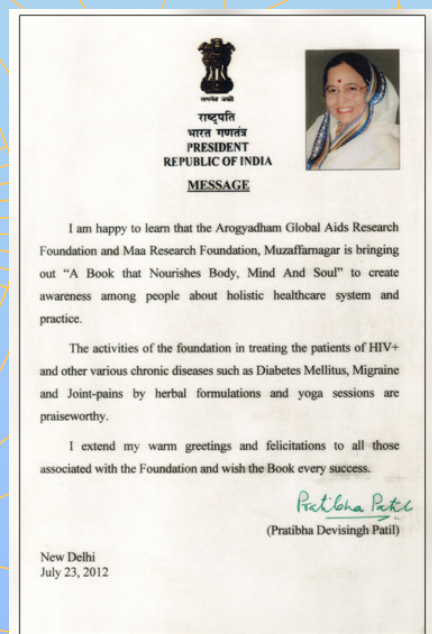 सत्यमेव जयते
राष्ट्रपति
भारत गणतंत्र
PRESIDENT
REPUBLIC OF INDIA
MESSAGE
I am happy to learn that the Arogyadham Global Aids Research
Foundation and Maa Research Foundation, Muzaffarnagar is bringing
out “A Book that Nourishes Body, Mind And Soul” to create
awareness among people about holistic healthcare system and
practice.
The activities of the foundation in treating the patients of HIV+
and other various chronic diseases such as Diabetes Mellitus, Migraine
and Joint-pains by herbal formulations and yoga sessions are
praiseworthy.
I extend my warm greetings and felicitations to all those
associated with the Foundation and wish the Book every success.
Pratibha Patil
(Pratibha Devisingh Patil)
New Delhi
July 23, 2012